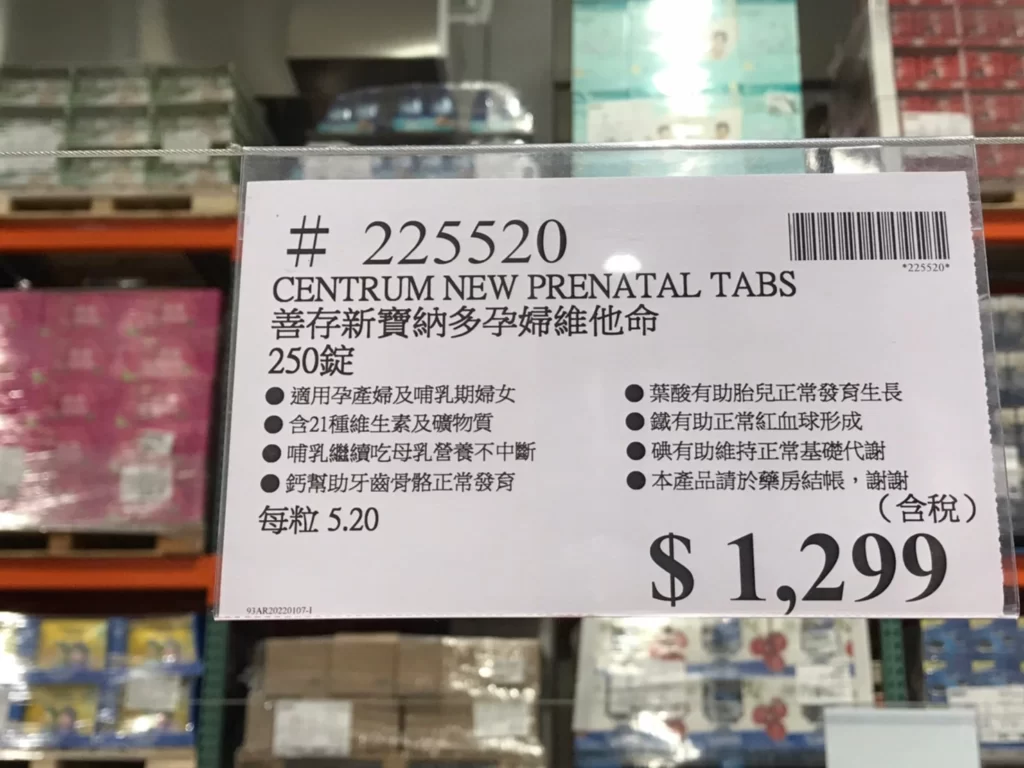 # 225520
*225520*
CENTRUM NEW PRENATAL TABS
善存新寶納多孕婦維他命
250錠
●適用孕產婦及哺乳期婦女
●含21種維生素及礦物質
●哺乳繼續吃母乳營養不中斷
●鈣幫助牙齒骨骼正常發育
●葉酸有助胎兒正常發育生長
●鐵有助正常紅血球形成
●碘有助維持正常基礎代謝
●本產品請於藥房結帳，謝謝
每粒 5.20
（含稅）
$ 1,299
93AR20220107-1